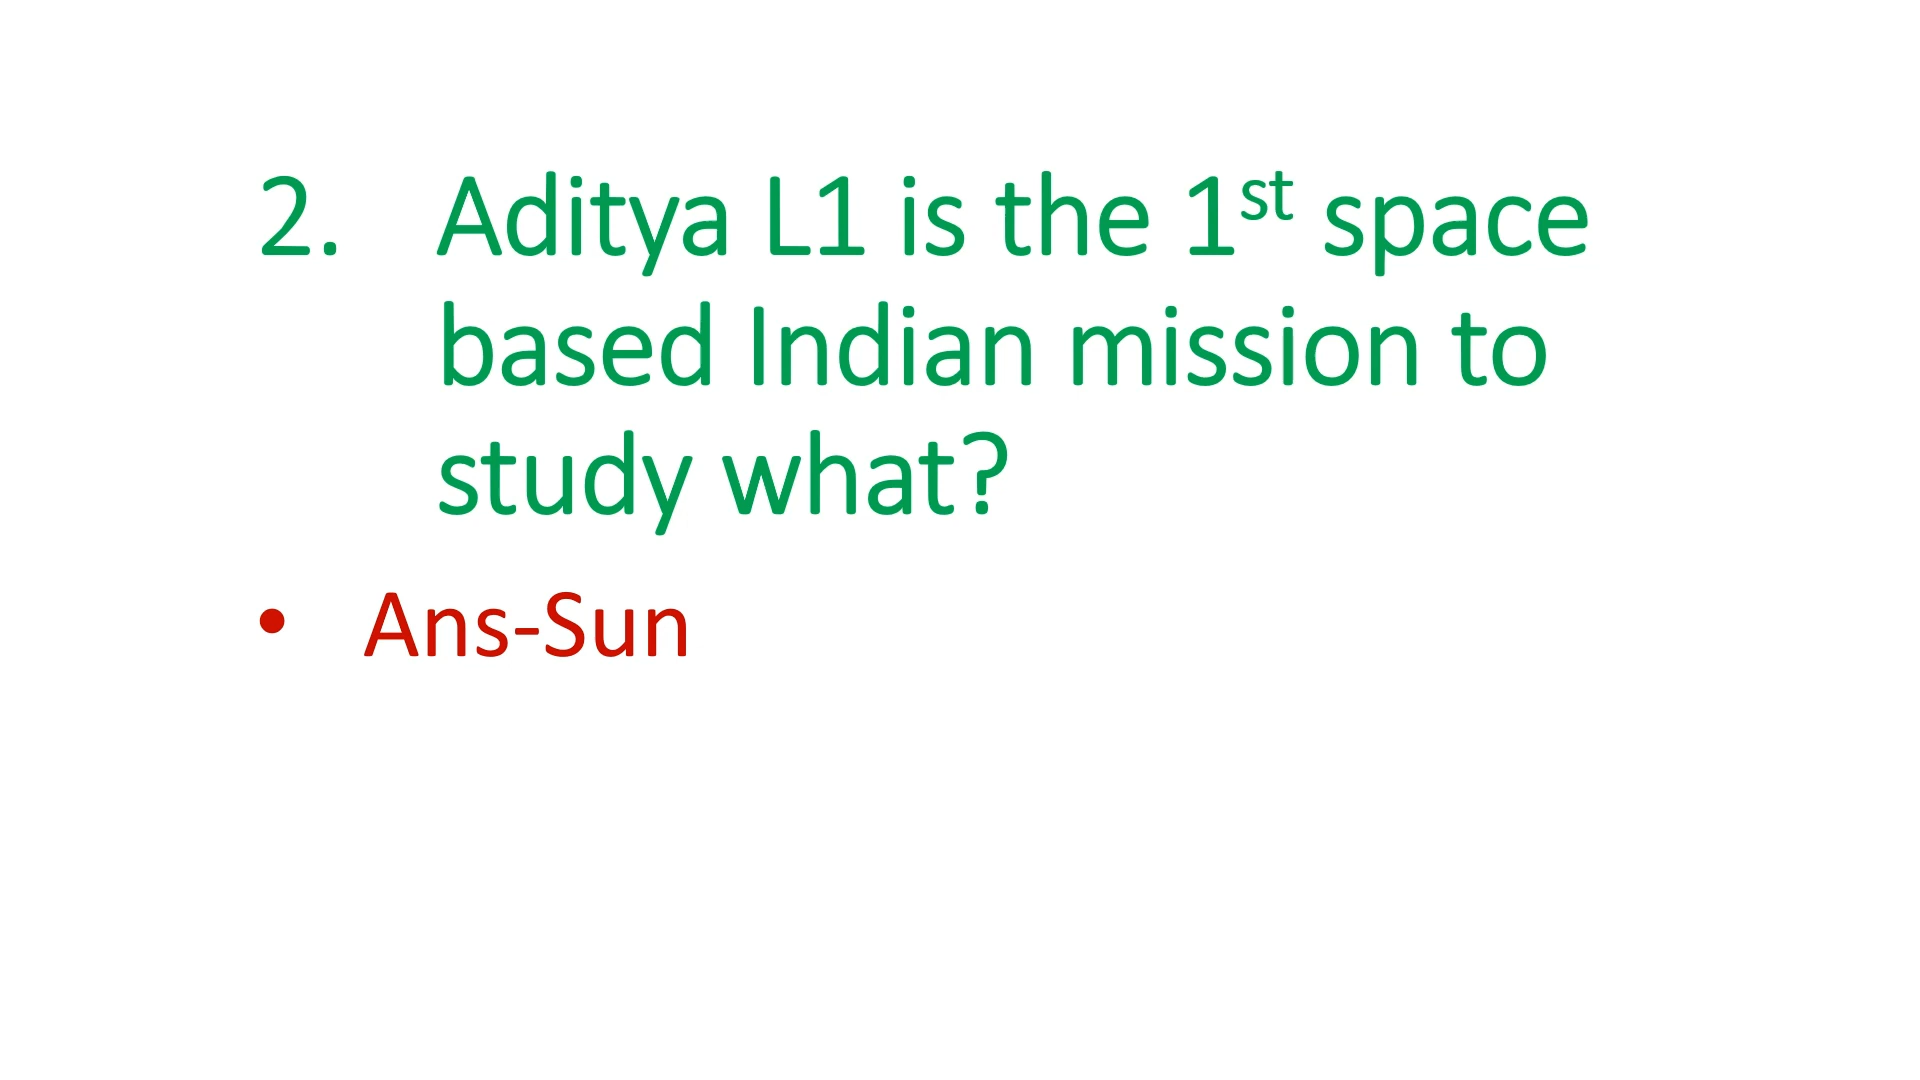 2. Aditya L1 is the 1st space
based Indian mission to
study what?
• Ans-Sun